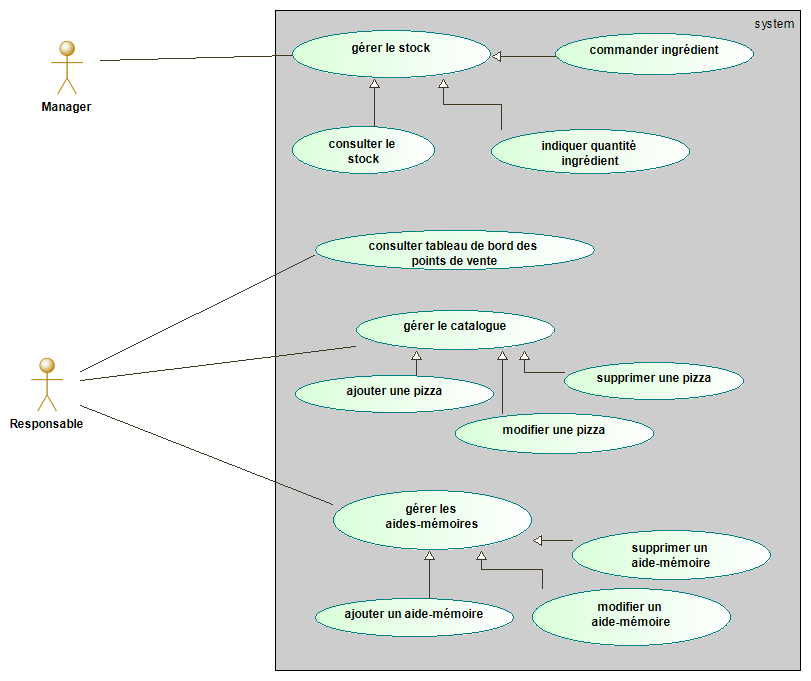 system
gérer le stock
commander ingrédient
Manager
consulter le
stock
indiquer quantité
ingrédient
consulter tableau de bord des
points de vente
gérer le catalogue
supprimer une pizza
ajouter une pizza
Responsable
modifier une pizza
gérer les
aides-mémoires
supprimer un
aide-mémoire
ajouter un aide-mémoire
modifier un
aide-mémoire